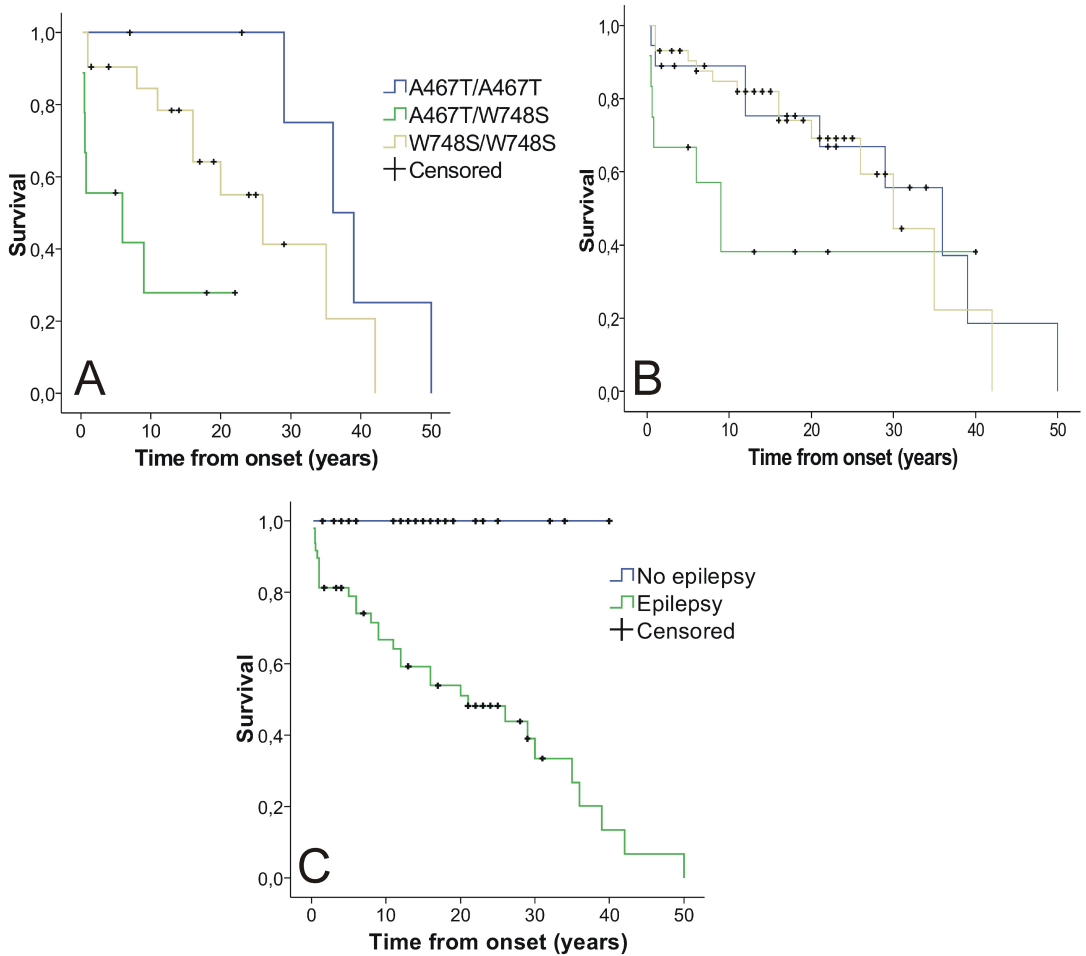 1,0
0,8
0,6
0,4
0,2
0,0
Survival
A
0 10 20 30 40 50
Time from onset (years)
A467T/A467T
A467T/W748S
W748S/W748S
Censored
1,0
0,8
0,6
0,4
0,2
0,0
Survival
B
0 10 20 30 40 50
Time from onset (years)
1,0
0,8
0,6
0,4
0,2
0,0
Survival
C
0 10 20 30 40 50
Time from onset (years)
No epilepsy
Epilepsy
Censored